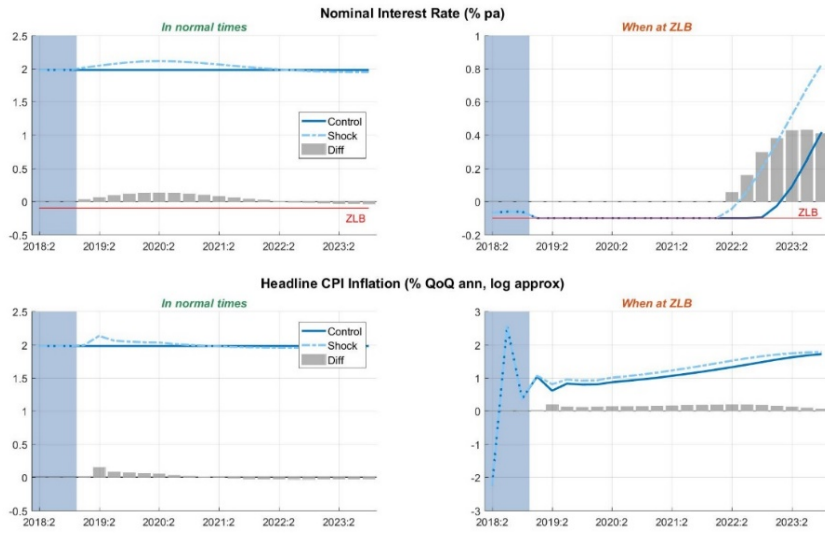 Nominal Interest Rate (% pa)
In normal times
2.5
2
1.5
1
0.5
0
-0.5
Control
Shock
Diff
ZLB
2018:2 2019:2 2020:2 2021:2 2022:2 2023:2
When at ZLB
1
0.8
0.6
0.4
0.2
0
0.2
ZLB
2018:2 2019:2 2020:2 2021:2 2022:2 2023:2
Headline CPI Inflation (% QoQ ann, log approx)
In normal times
2.5
2
1.5
1
0.5
0
-0.5
Control
Shock
Diff
2018:2 2019:2 2020:2 2021:2 2022:2 2023:2
When at ZLB
3
2
1
0
-1
-2
-3
2018:2 2019:2 2020:2 2021:2 2022:2 2023:2